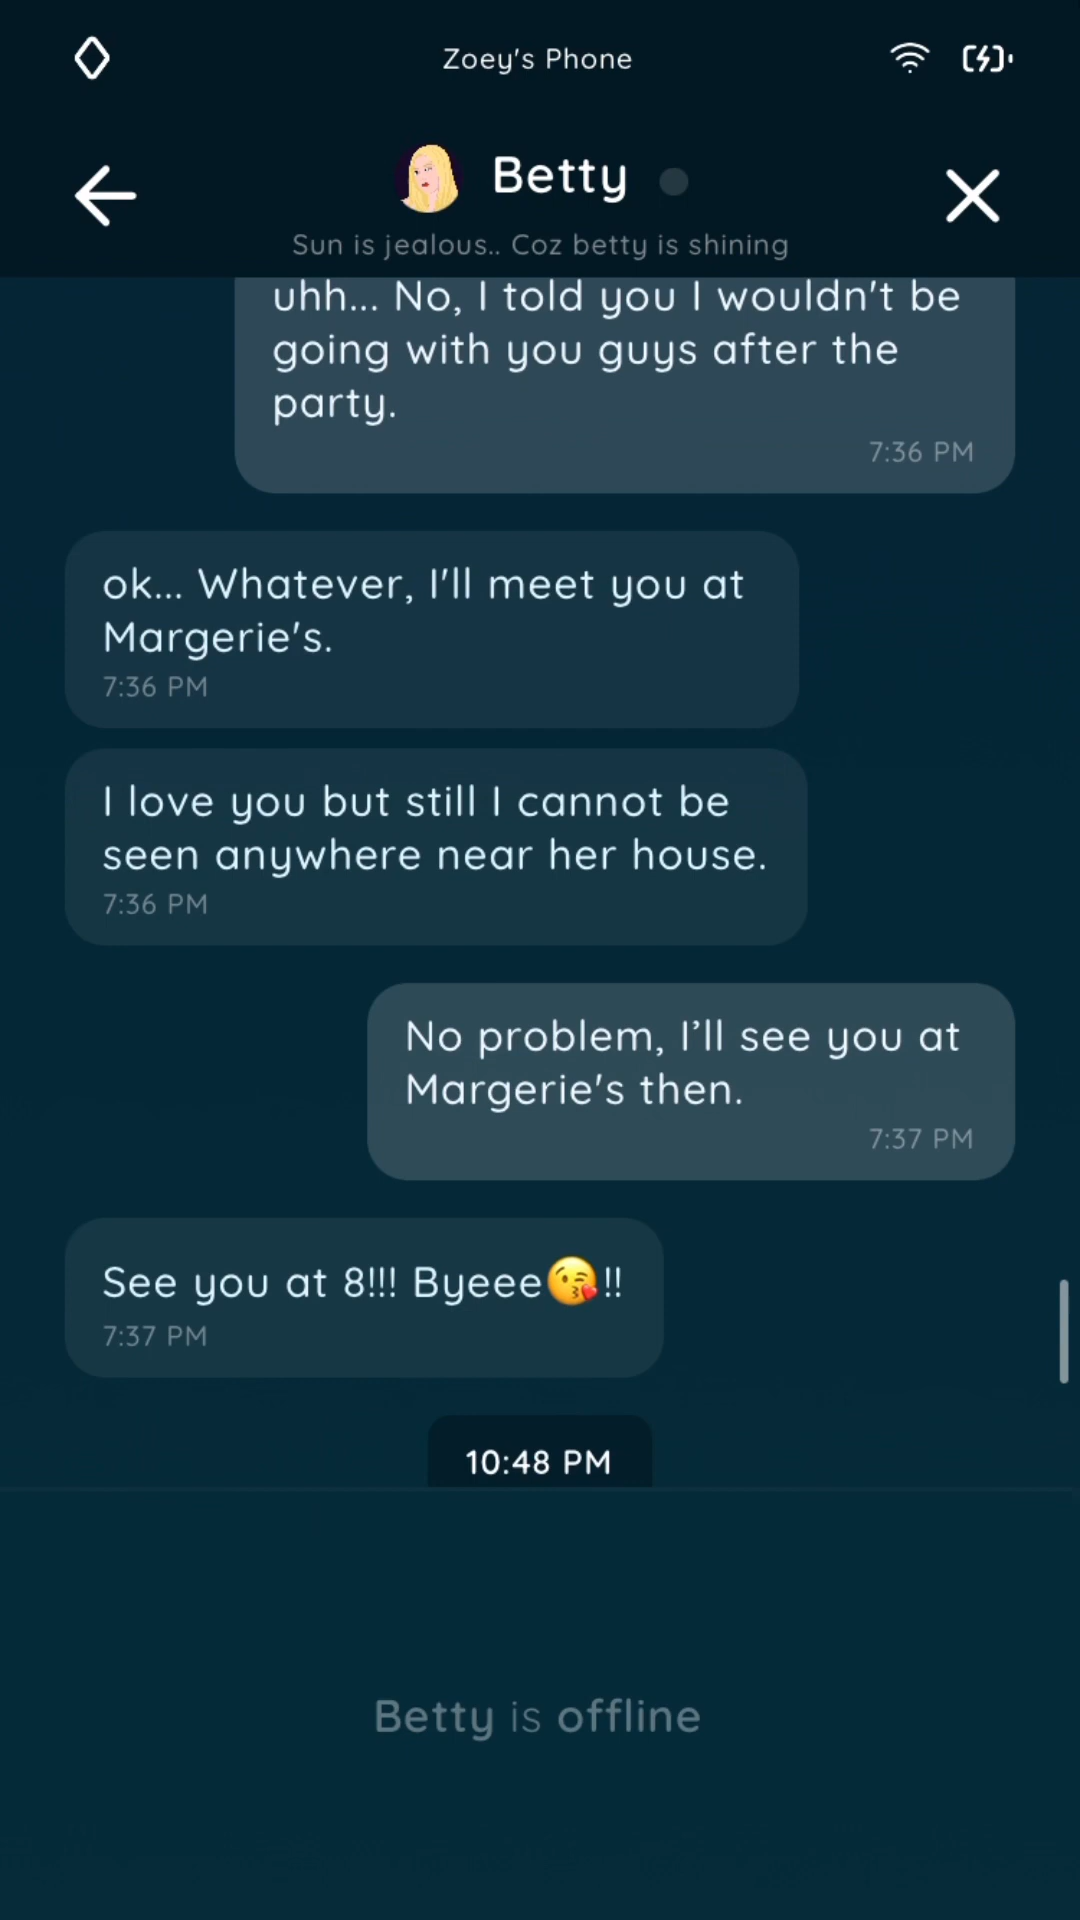 Zoey's Phone
Betty
Sun is jealous.. Coz betty is shining
uhh... No, I told you I wouldn't be
going with you guys after the
party.
7:36 PM
ok... Whatever, I'll meet you at
Margerie's.
7:36 PM
I love you but still I cannot be
seen anywhere near her house.
7:36 PM
No problem, I’ll see you at
Margerie's then.
7:37 PM
See you at 8!!! Byeee😘!!
7:37 PM
10:48 PM
Betty is offline